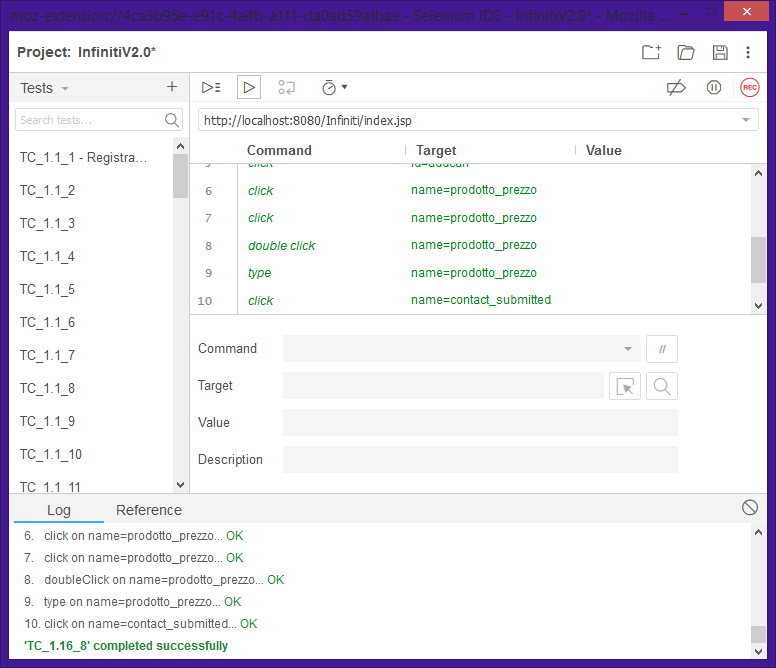 moz-extension://4ca3b95e-e91c-4a4b-a1f1-da0ad59afbae - Selenium IDE - InfinitiV2.0* - Mozilla ...
Project: InfinitiV2.0*
Tests
Search tests...
REC
http://localhost:8080/Infiniti/index.jsp
TC_1.1_1 - Registra...
TC_1.1_2
TC_1.1_3
TC_1.1_4
TC_1.1_5
TC_1.1_6
TC_1.1_7
TC_1.1_8
TC_1.1_9
TC_1.1_10
TC_1.1_11
Command Target Value
click
6 click name=prodotto_prezzo
7 click name=prodotto_prezzo
8 double click name=prodotto_prezzo
9 type name=prodotto_prezzo
10 click name=contact_submitted
Command //
Target
Value
Description
Log Reference
6. click on name=prodotto_prezzo... OK
7. click on name=prodotto_prezzo... OK
8. doubleClick on name=prodotto_prezzo... OK
9. type on name=prodotto_prezzo... OK
10. click on name=contact_submitted... OK
'TC_1.16_8' completed successfully